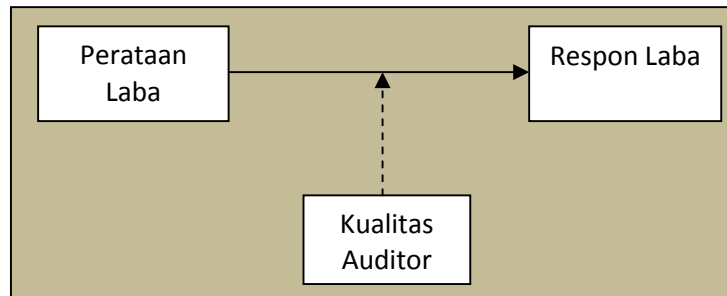 Perataan
Laba
Respon Laba
Kualitas
Auditor